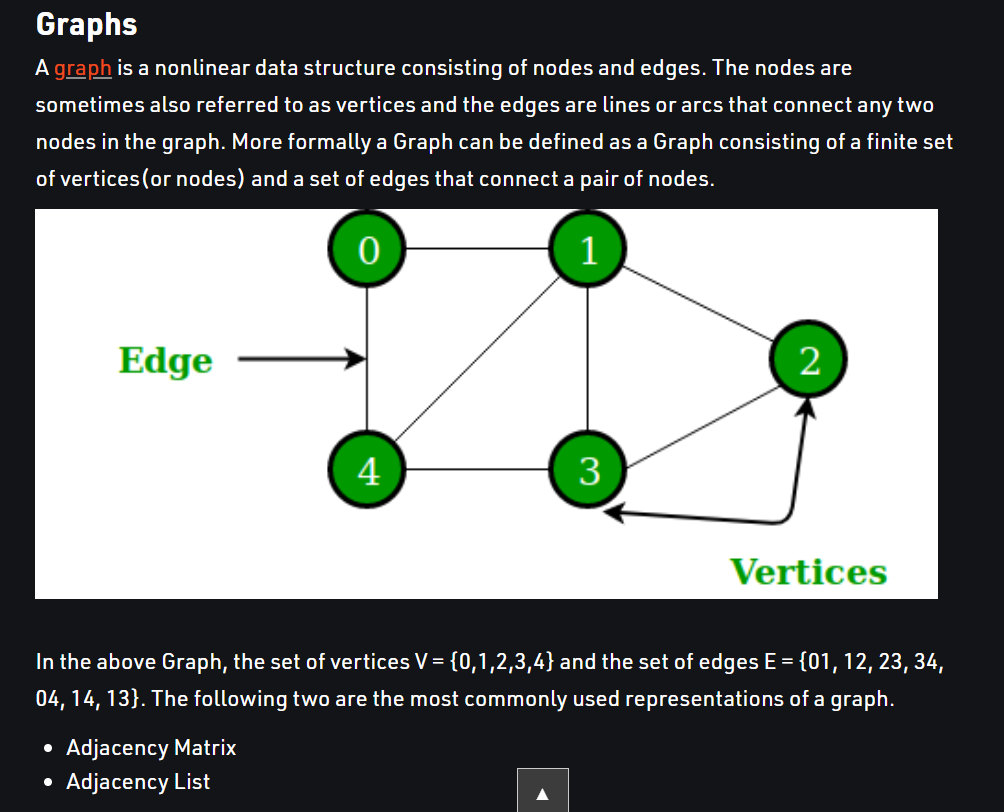 Graphs
A graph is a nonlinear data structure consisting of nodes and edges. The nodes are
sometimes also referred to as vertices and the edges are lines or arcs that connect any two
nodes in the graph. More formally a Graph can be defined as a Graph consisting of a finite set
of vertices(or nodes) and a set of edges that connect a pair of nodes.
0
1
Edge
2
4
3
Vertices
In the above Graph, the set of vertices V = {0,1,2,3,4} and the set of edges E = {01, 12, 23, 34,
04, 14, 13}. The following two are the most commonly used representations of a graph.
• Adjacency Matrix
• Adjacency List
▲